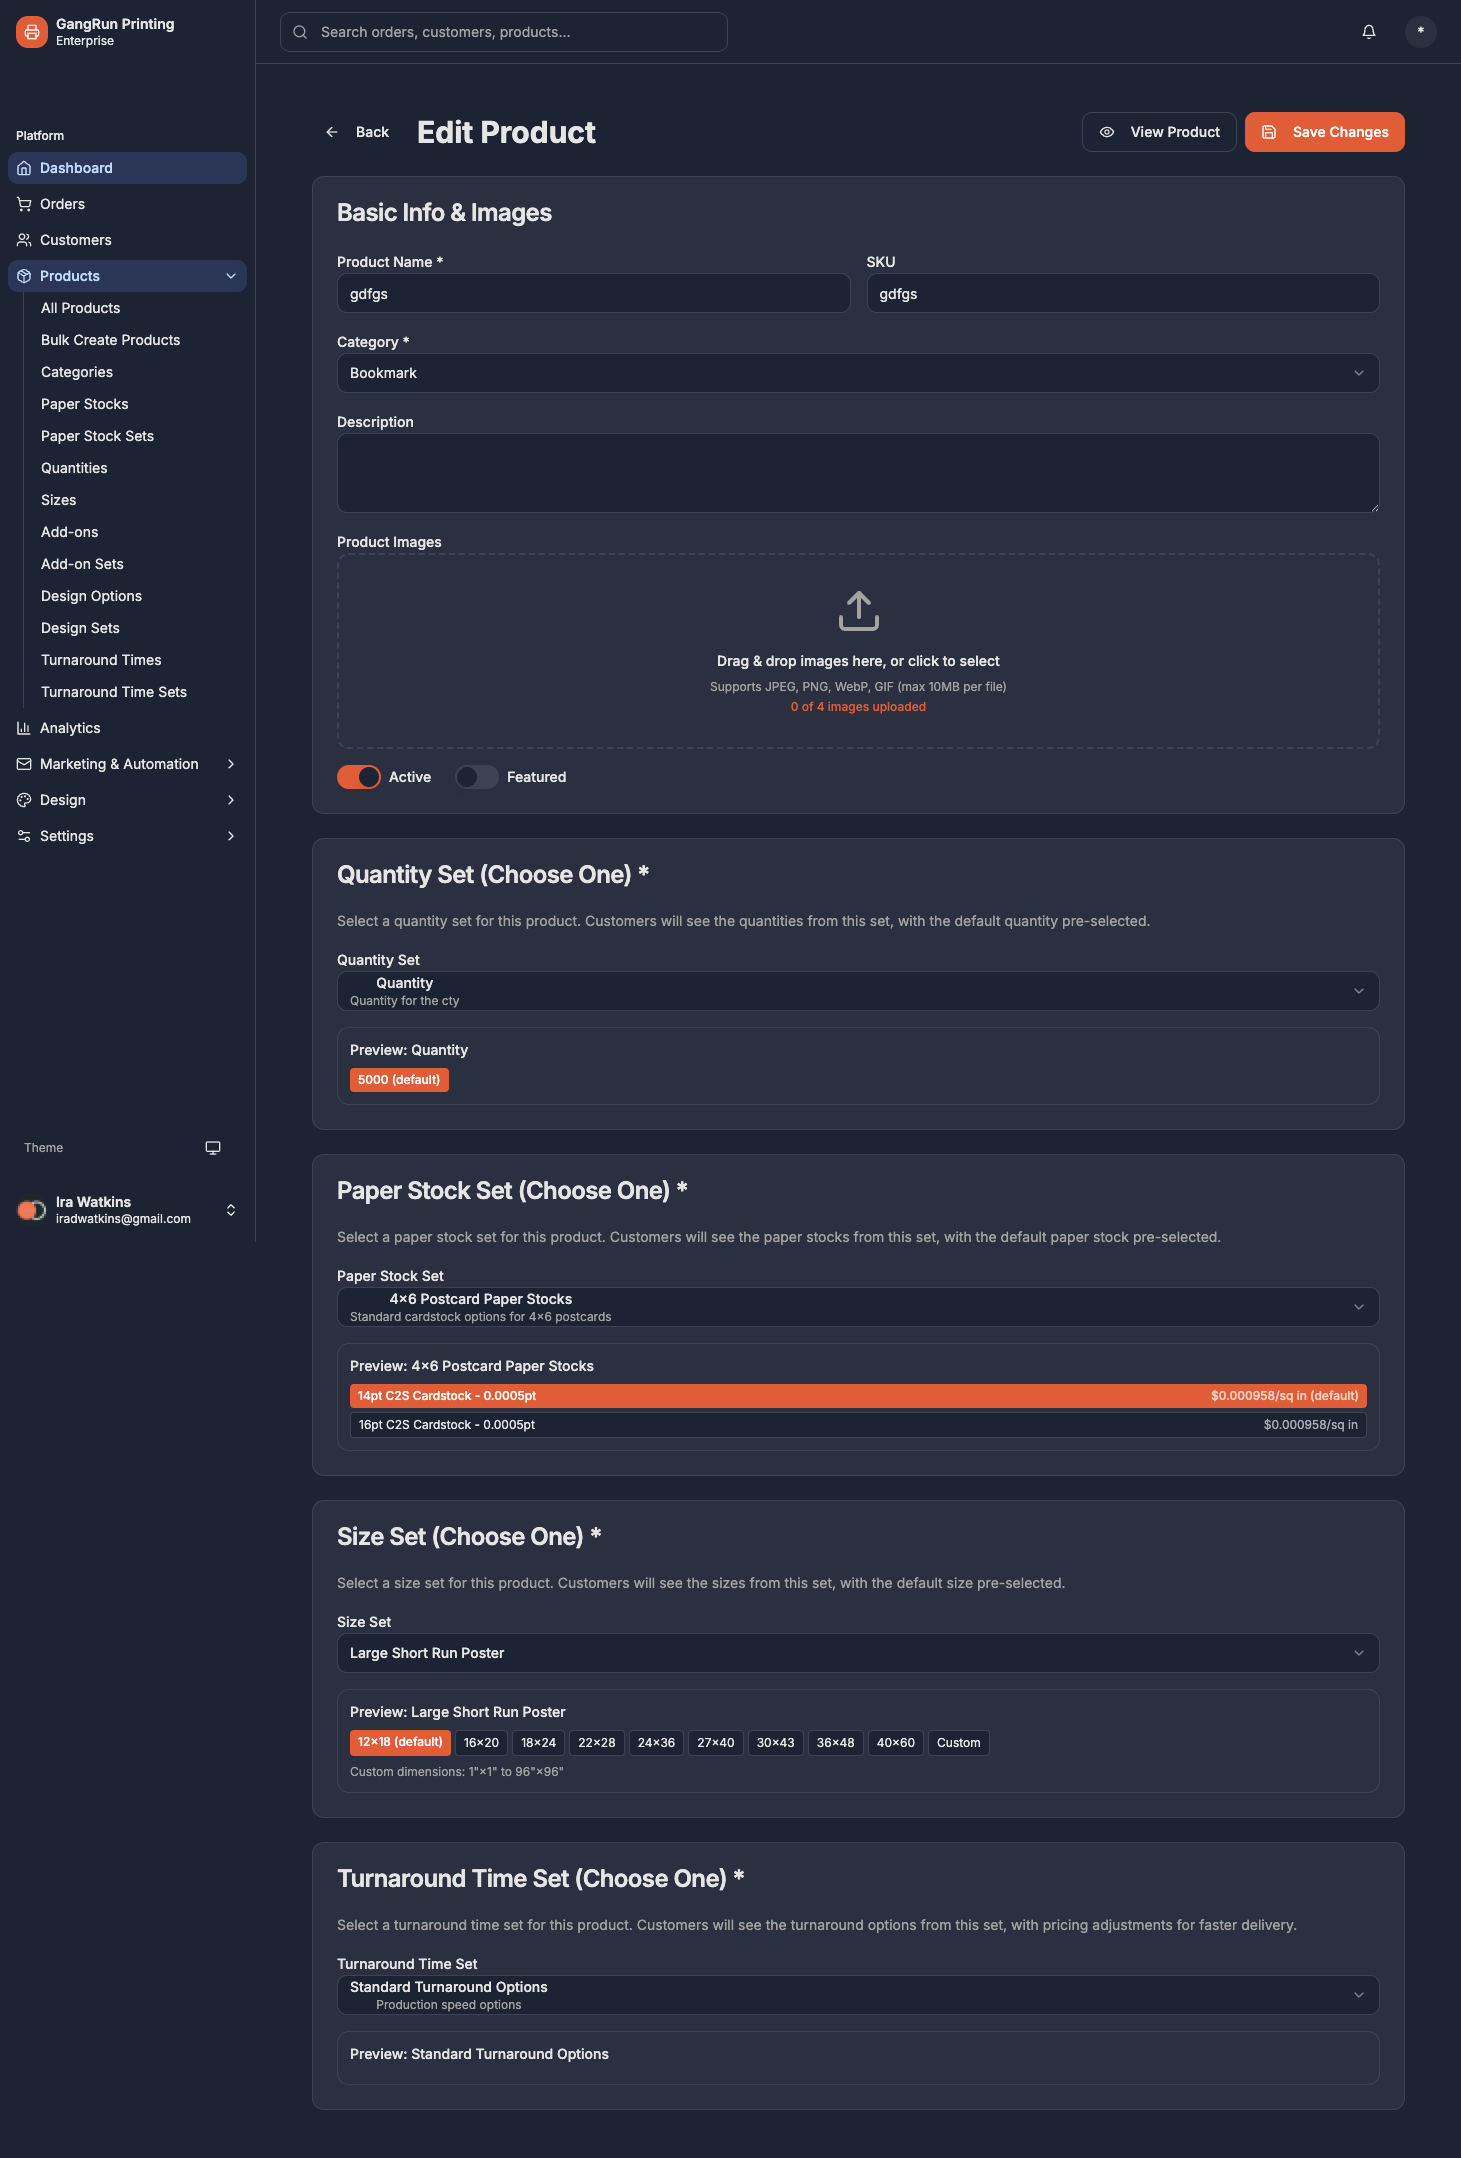 GangRun Printing
Enterprise
Search orders, customers, products...
*
Platform
Dashboard
Orders
Customers
Products
All Products
Bulk Create Products
Categories
Paper Stocks
Paper Stock Sets
Quantities
Sizes
Add-ons
Add-on Sets
Design Options
Design Sets
Turnaround Times
Turnaround Time Sets
Analytics
Marketing & Automation
Design
Settings
Theme
Ira Watkins
iradwatkins@gmail.com
Back
Edit Product
View Product
Save Changes
Basic Info & Images
Product Name *
SKU
gdfgs
gdfgs
Category *
Bookmark
Description
Product Images
Drag & drop images here, or click to select
Supports JPEG, PNG, WebP, GIF (max 10MB per file)
0 of 4 images uploaded
Active
Featured
Quantity Set (Choose One) *
Select a quantity set for this product. Customers will see the quantities from this set, with the default quantity pre-selected.
Quantity Set
Quantity
Quantity for the cty
Preview: Quantity
5000 (default)
Paper Stock Set (Choose One) *
Select a paper stock set for this product. Customers will see the paper stocks from this set, with the default paper stock pre-selected.
Paper Stock Set
4×6 Postcard Paper Stocks
Standard cardstock options for 4×6 postcards
Preview: 4×6 Postcard Paper Stocks
14pt C2S Cardstock - 0.0005pt $0.000958/sq in (default)
16pt C2S Cardstock - 0.0005pt $0.000958/sq in
Size Set (Choose One) *
Select a size set for this product. Customers will see the sizes from this set, with the default size pre-selected.
Size Set
Large Short Run Poster
Preview: Large Short Run Poster
12×18 (default) 16×20 18×24 22×28 24×36 27×40 30×43 36×48 40×60 Custom
Custom dimensions: 1"×1" to 96"×96"
Turnaround Time Set (Choose One) *
Select a turnaround time set for this product. Customers will see the turnaround options from this set, with pricing adjustments for faster delivery.
Turnaround Time Set
Standard Turnaround Options
Production speed options
Preview: Standard Turnaround Options